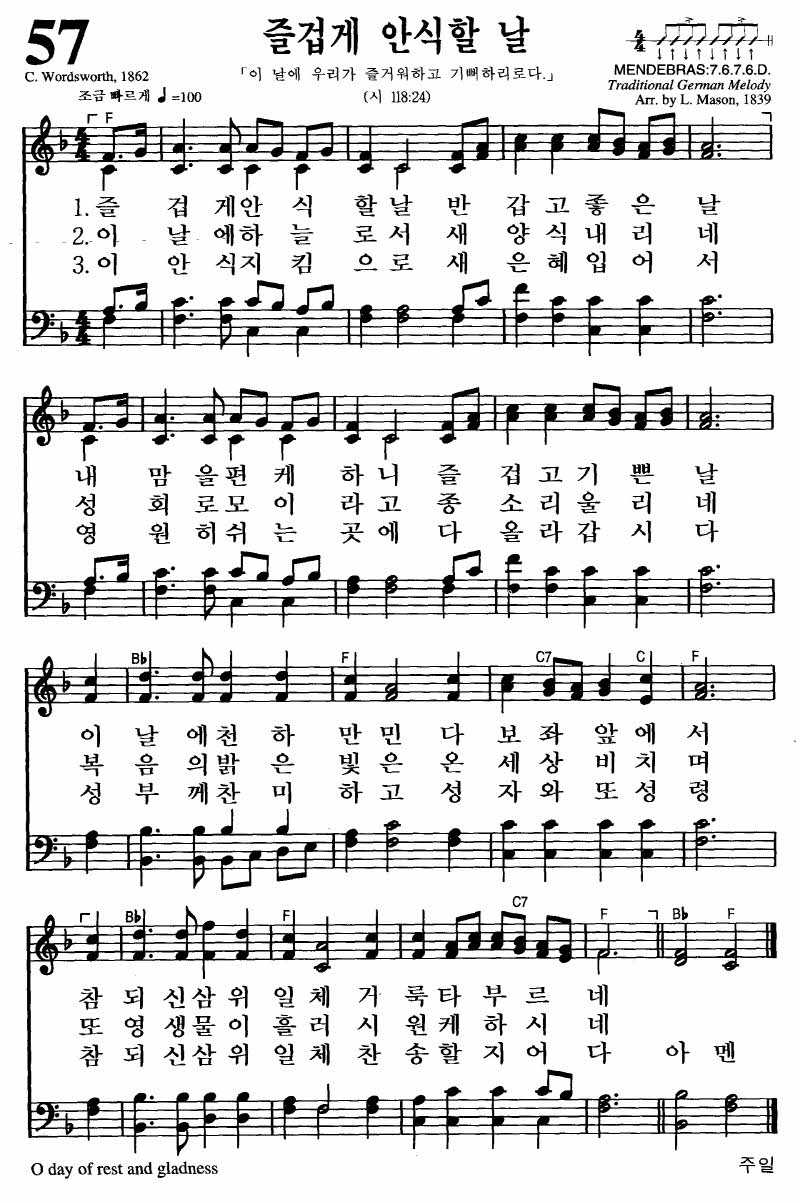 57
즐겁게 안식할 날
C. Wordsworth, 1862
「이 날에 우리가 즐거워하고 기뻐하리로다.」
MENDEBRAS:7.6.7.6.D.
Traditional German Melody
조금 빠르게 ♩=100
(시 118:24)
Arr. by L. Mason, 1839
F
4 4
1.즐 겁 게안 식 할날 반 갑 고좋 은 날
2.이 날 에하 늘 로서 새 양 식내 리 네
3.이 안 식지 킴 으로 새 은 혜입 어 서
내 맘 을편 케 하 니 즐 겁 고기 쁜 날
성 회 로모 이 라 고 종 소 리울 리 네
영 원 히쉬 는 곳 에 다 올 라갑 시 다
Bb F C7 C F
이 날 에천 하 만 민 다 보 좌 앞 에 서
복 음 의밝 은 빛 은 온 세 상 비 치 며
성 부 께찬 미 하 고 성 자 와 또 성 령
Bb F C7 F Bb F
참 되 신삼 위 일 체 거 룩타 부 르 네
또 영 생물 이 흘 러 시 원케 하 시 네
참 되 신삼 위 일 체 찬 송할 지 어 다 아 멘
O day of rest and gladness
주일